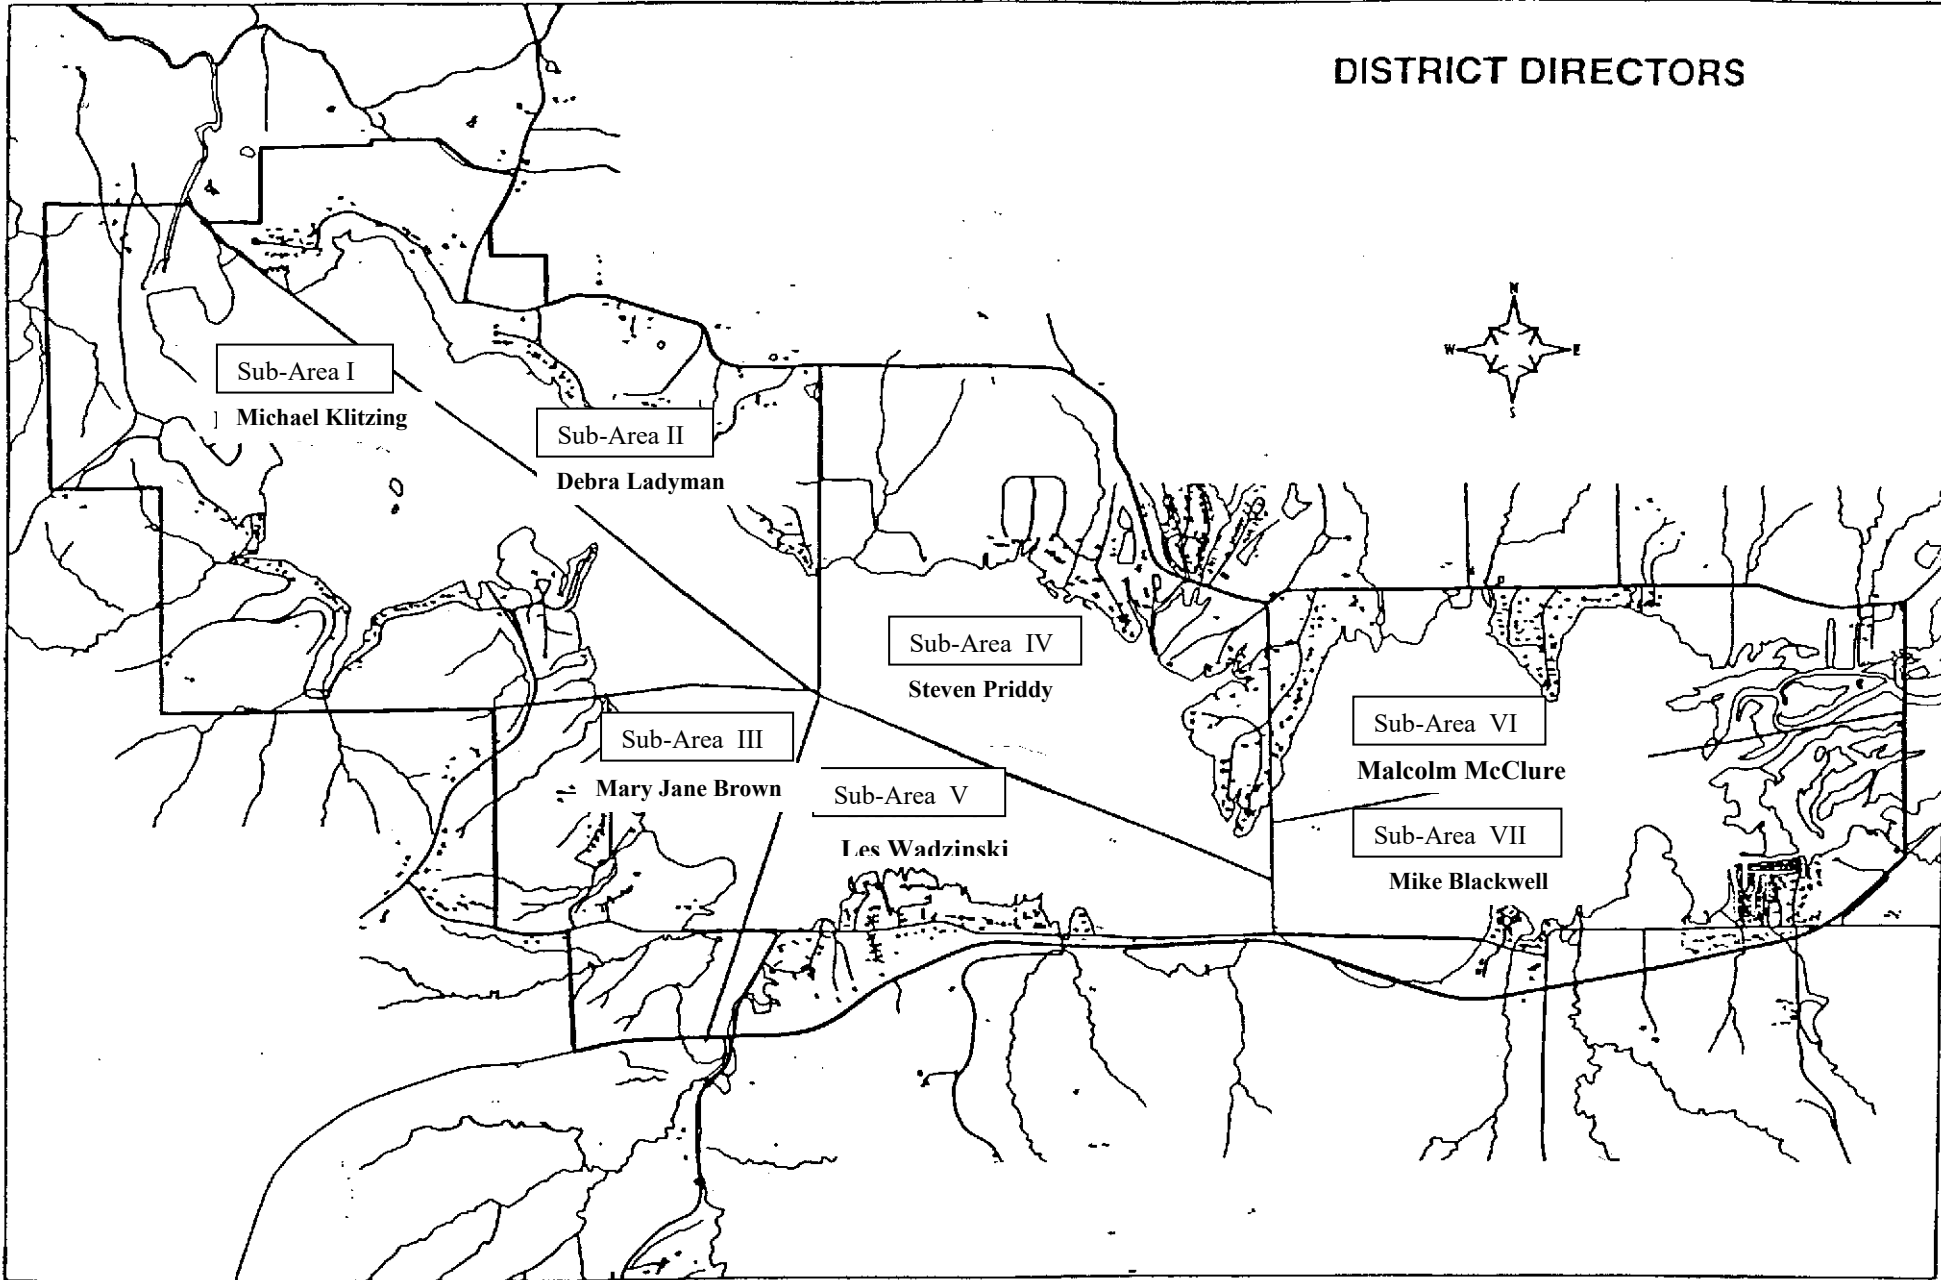 DISTRICT DIRECTORS
N
W E
S
Sub-Area I
Michael Klitzing
Sub-Area II
Debra Ladyman
Sub-Area IV
Steven Priddy
Sub-Area III
Mary Jane Brown
Sub-Area V
Les Wadzinski
Sub-Area VI
Malcolm McClure
Sub-Area VII
Mike Blackwell